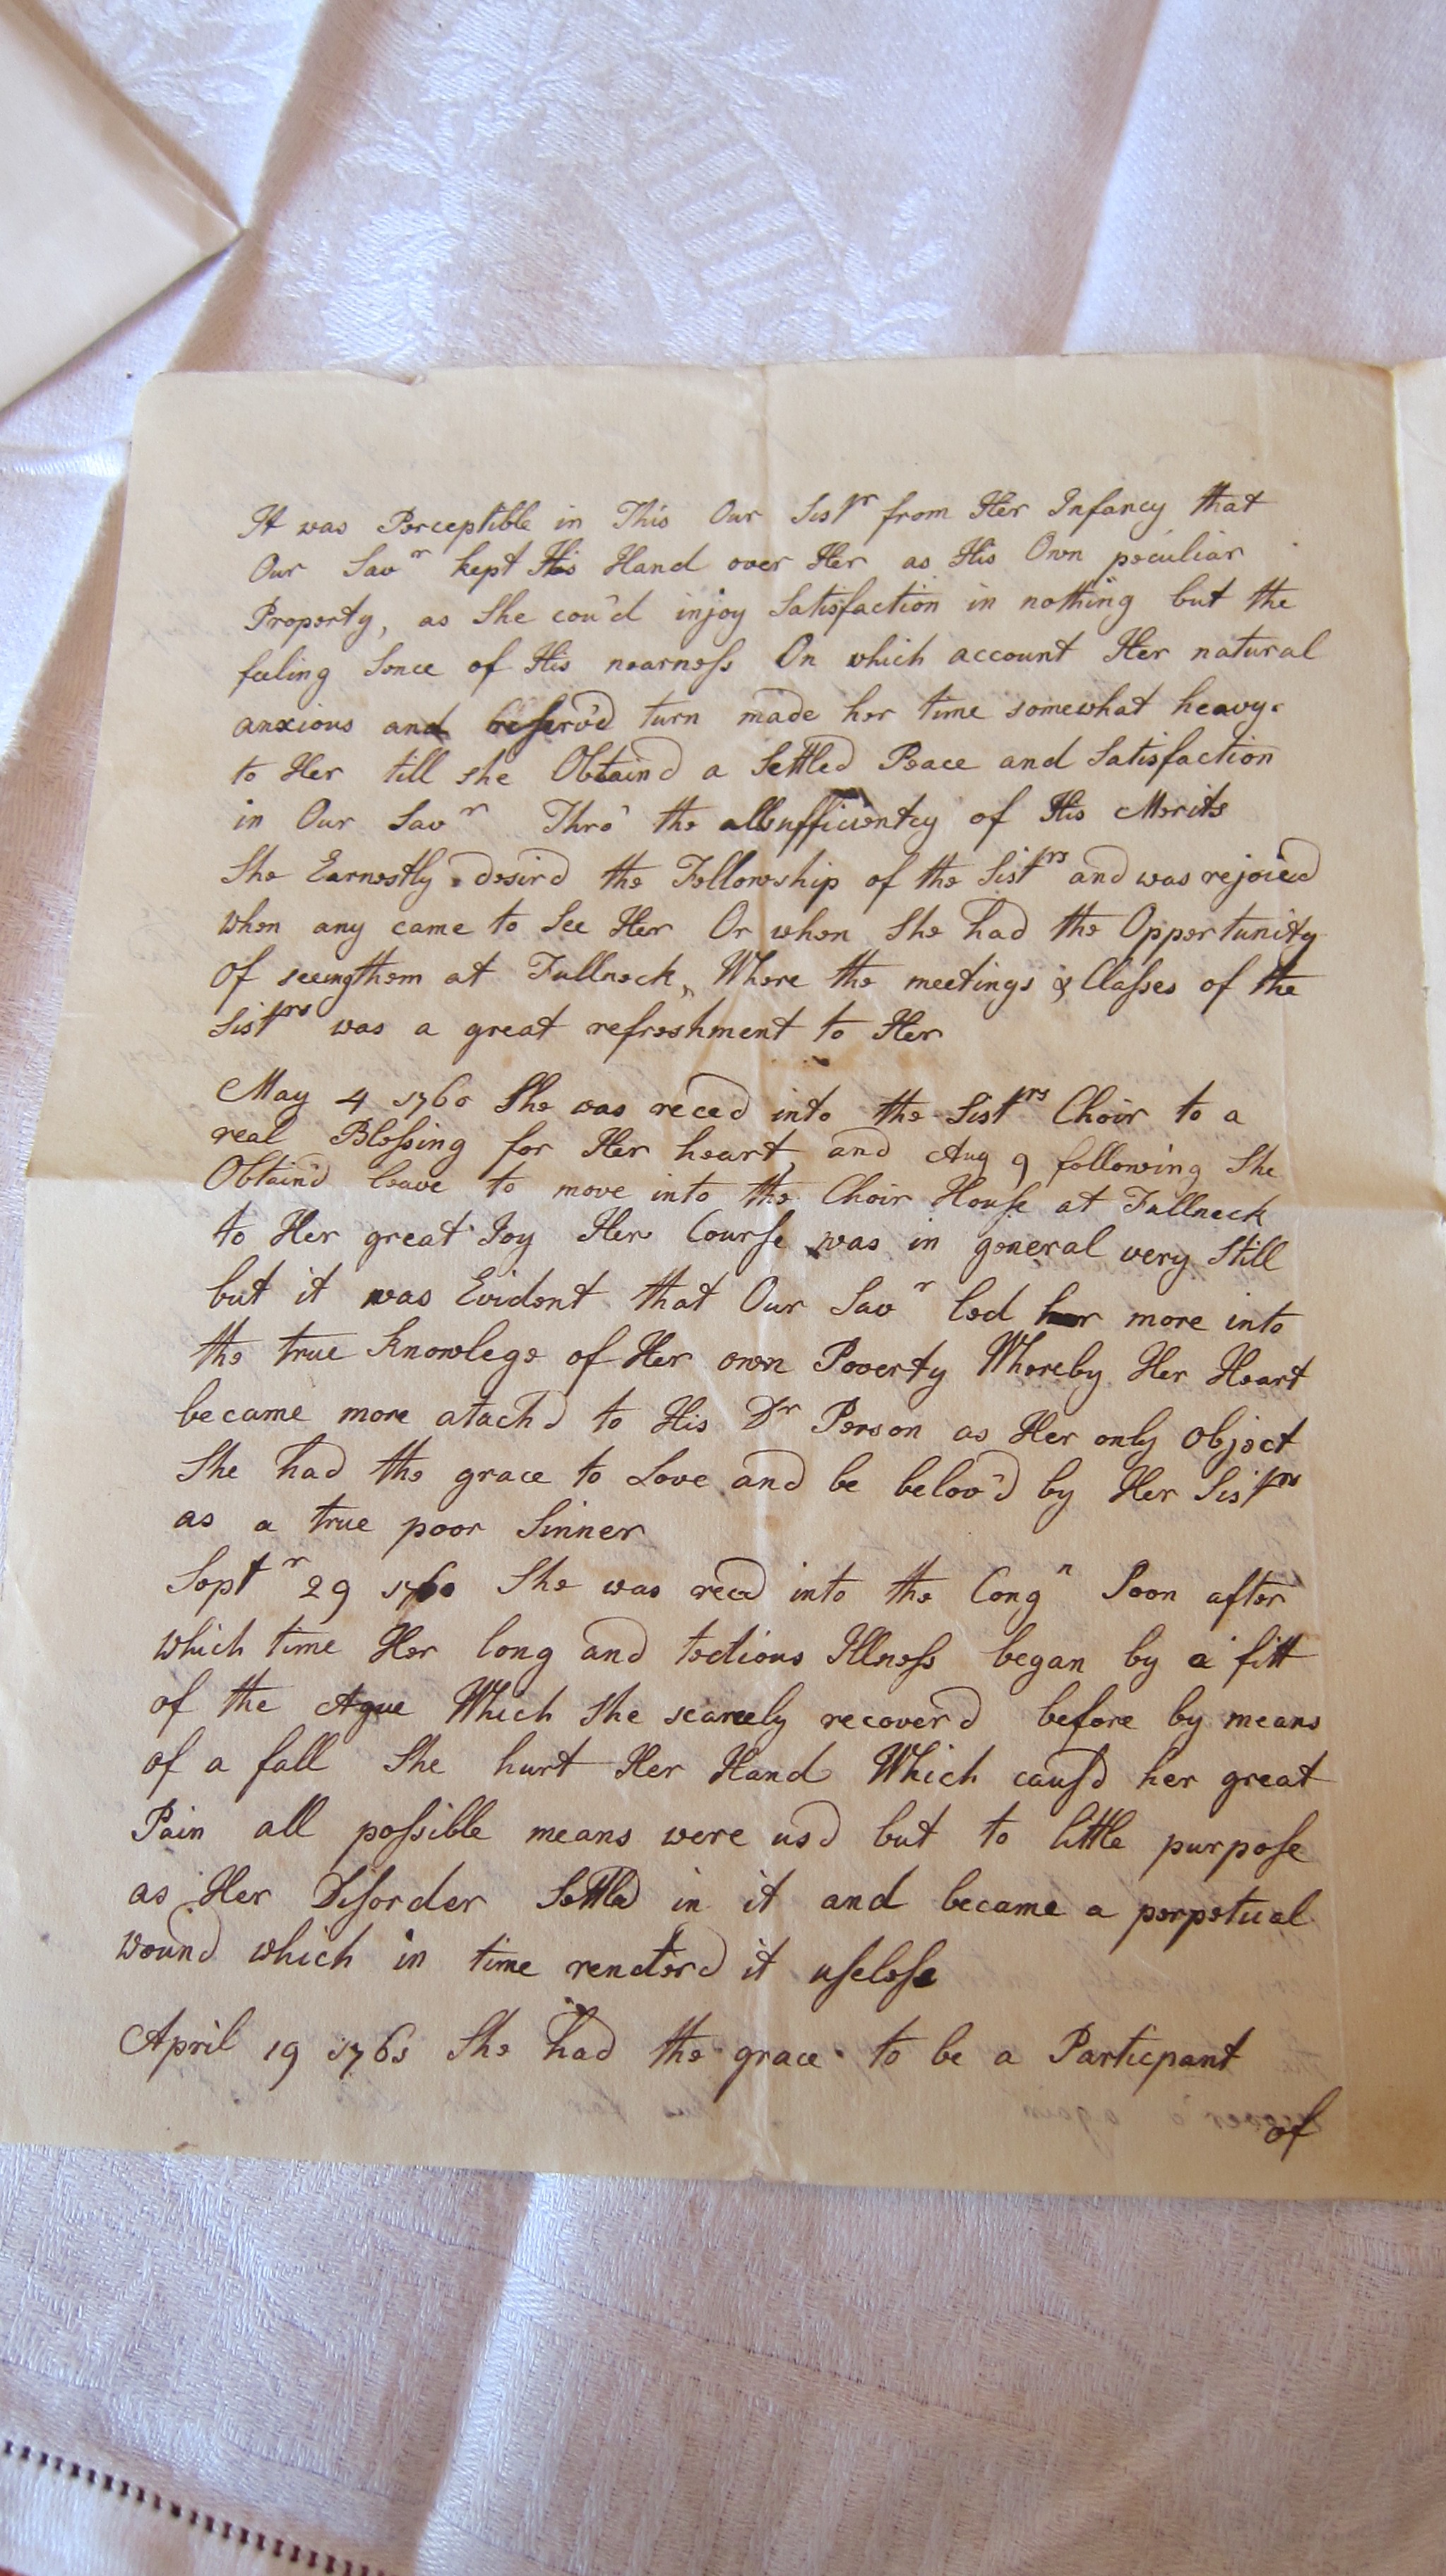 It was Perceptible in This Our Sistr from Her Infancy that
Our Savr kept His Hand over Her as His Own peculiar
Property, as She cou'd injoy Satisfaction in nothing but the
feeling Sence of His nearness On which account Her natural
anxious and reserv'd turn made her time somewhat heavy
to Her till she Obtaind a Settled Peace and Satisfaction
in Our Savr Thro' the allsufficientcy of His Merits
She Earnestly desird the Fellowship of the Sistrs and was rejoiced
when any came to See Her Or when She had the Opportunity
Of seeing them at Fullneck, Where the meetings & Classes of the
Sistrs was a great refreshment to Her
May 4 1760 She was reced into the Sistrs Choir to a
real Blessing for Her heart, and Aug 9 following She
Obtaind leave to move into the Choir House at Fullneck
to Her great Joy Her Course was in general very Still
but it was Evident that Our Savr led her more into
the true Knowlege of Her own Poverty Whereby Her Heart
became more atachd to His Dr Person as Her only Object
She had the grace to Love and be belov'd by Her Sistrs
as a true poor Sinner
Septr 29 1760 She was recd into the Congn Soon after
which time Her long and tedious Illness began by a fitt
of the Ague Which She scarcely recoverd before by means
of a fall She hurt Her Hand Which causd her great
Pain all possible means were usd but to little purpose
as Her Disorder Settled in it and became a perpetual
wound which in time renderd it useless
April 19 1761 She had the grace to be a Particpant
of